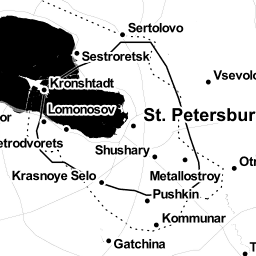 Sertolovo
Sestroretsk
Vsevolo
Kronshtadt
Lomonosov
or
St. Petersbur
etrodvorets
Shushary
Metallostroy
Otr
Krasnoye Selo
Pushkin
Kommunar
Gatchina
T